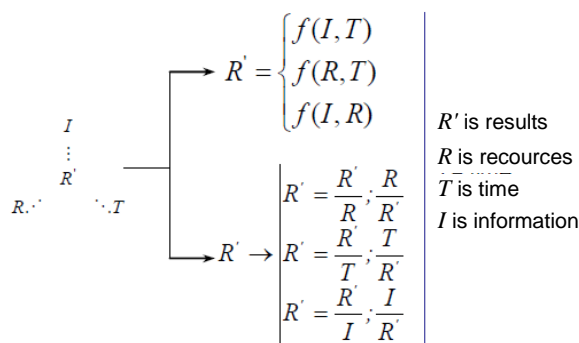 I
⋮
R'
R⋰ ⋱T
R' = { f(I,T)
f(R,T)
f(I,R)
R' → | R' = R'/R ; R/R'
R' = R'/T ; T/R'
R' = R'/I ; I/R'
R' is results
R is recources
T is time
I is information